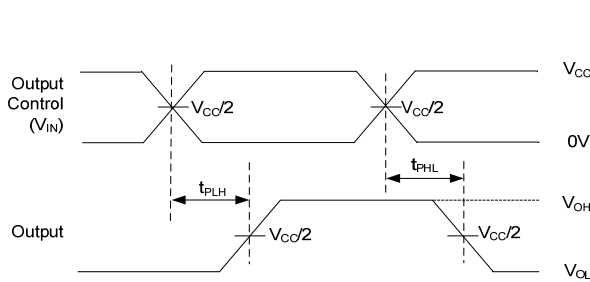 Output
Control
(VIN)
VCC/2
VCC/2
VCC
0V
tPLH
tPHL
Output
VCC/2
VCC/2
VOH
VOL